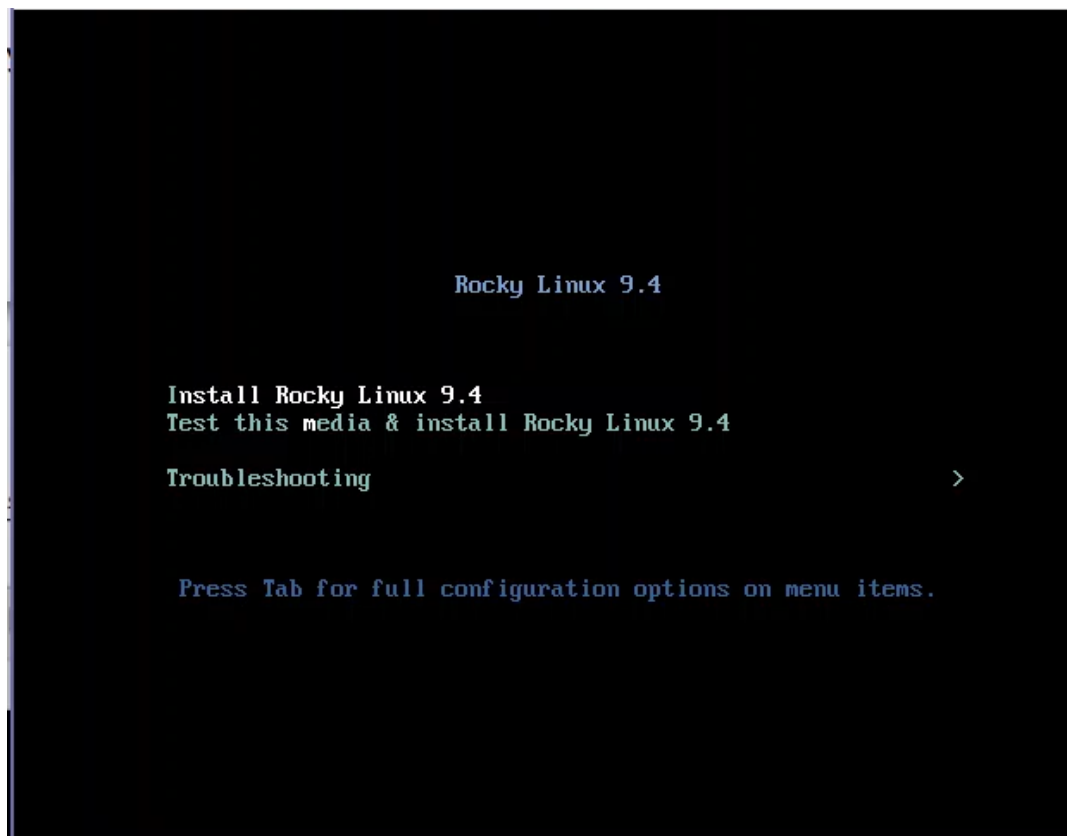 Rocky Linux 9.4
Install Rocky Linux 9.4
Test this media & install Rocky Linux 9.4
Troubleshooting >
Press Tab for full configuration options on menu items.